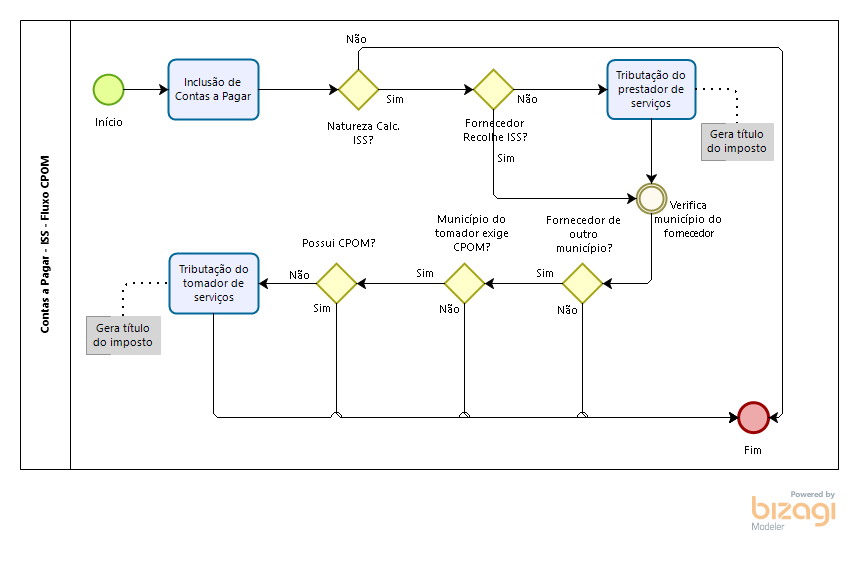 Contas a Pagar - ISS - Fluxo CPOM
Início
Inclusão de
Contas a Pagar
Não
Sim
Natureza Calc.
ISS?
Fornecedor
Recolhe ISS?
Não
Sim
Tributação do
prestador de
serviços
Gera título
do imposto
Verifica
município do
fornecedor
Fornecedor de
outro
município?
Sim
Não
Município do
tomador exige
CPOM?
Sim
Não
Possui CPOM?
Não
Sim
Tributação do
tomador de
serviços
Gera título
do imposto
Fim
Powered by
bizagi
Modeler